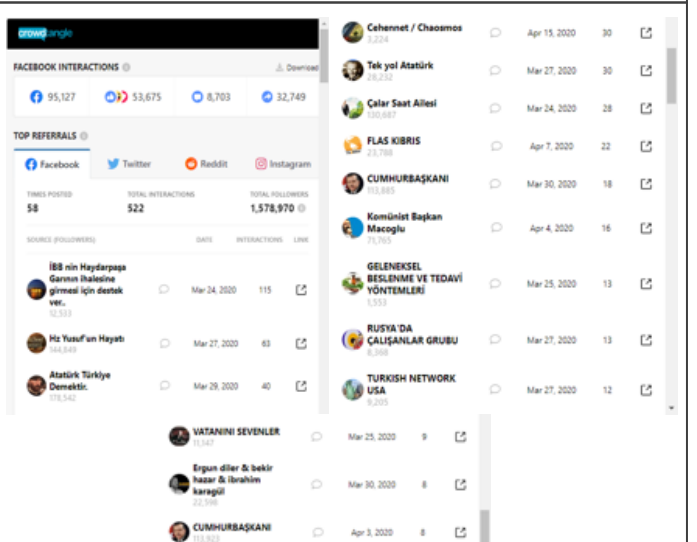 crowdtangle
FACEBOOK INTERACTIONS
Download
95,127
53,675
8,703
32,749
TOP REFERRALS
Facebook
Twitter
Reddit
Instagram
TIMES POSTED
TOTAL INTERACTIONS
TOTAL FOLLOWERS
58
522
1,578,970
SOURCE (FOLLOWERS)
DATE
INTERACTIONS
LINK
İBB nin Haydarpaşa
Garının ihalesine
girmesi için destek
ver..
12,533
Mar 24, 2020
115
Hz Yusuf'un Hayatı
144,849
Mar 27, 2020
63
Atatürk Türkiye
Demektir.
178,542
Mar 29, 2020
40
Cehennet / Chaosmos
3,224
Apr 15, 2020
30
Tek yol Atatürk
28,232
Mar 27, 2020
30
Çalar Saat Ailesi
130,687
Mar 24, 2020
28
FLAS KIBRIS
23,788
Apr 7, 2020
22
CUMHURBAŞKANI
113,885
Mar 30, 2020
18
Komünist Başkan
Macoglu
71,765
Apr 4, 2020
16
GELENEKSEL
BESLENME VE TEDAVİ
YÖNTEMLERİ
1,553
Mar 25, 2020
13
RUSYA'DA
ÇALIŞANLAR GRUBU
8,368
Mar 27, 2020
13
TURKISH NETWORK
USA
9,205
Mar 27, 2020
12
VATANINI SEVENLER
11,147
Mar 25, 2020
9
Ergun diler & bekir
hazar & ibrahim
karagül
22,598
Mar 30, 2020
8
CUMHURBAŞKANI
113,923
Apr 3, 2020
8